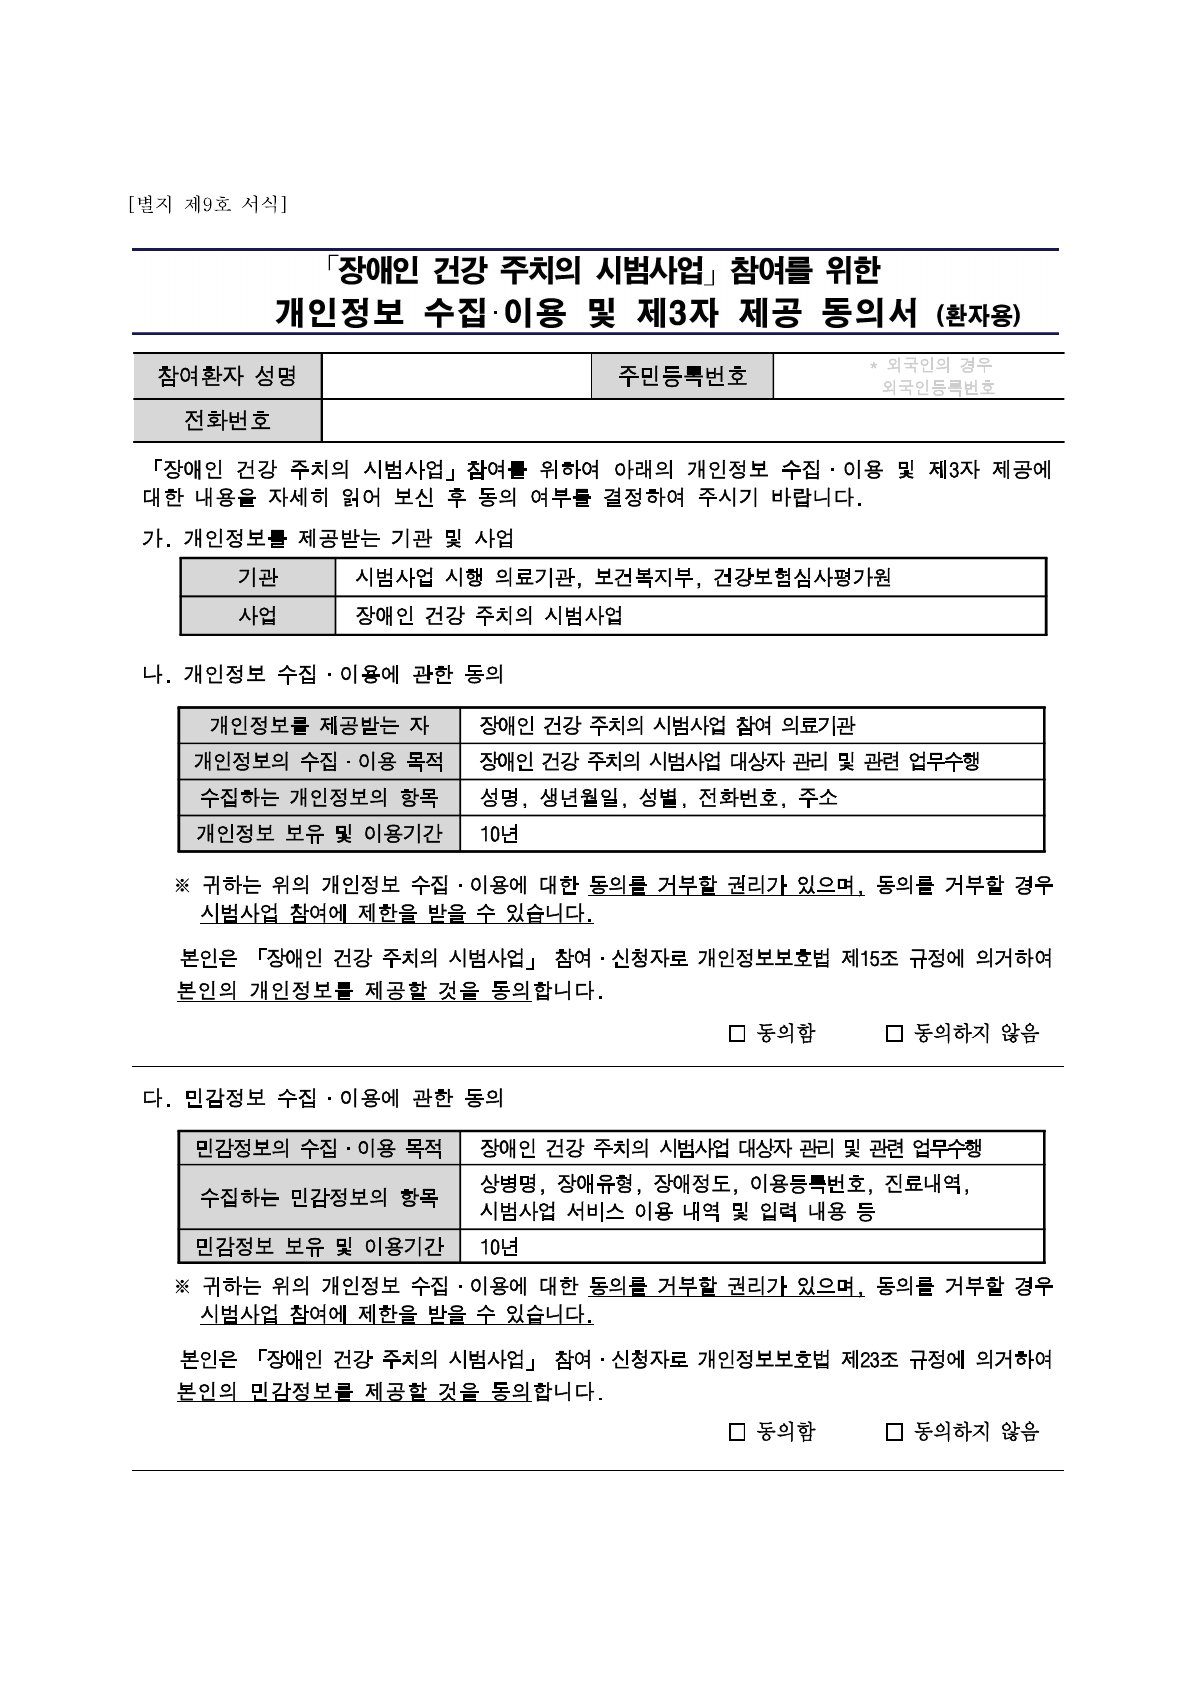 [별지 제9호 서식]
「장애인 건강 주치의 시범사업」참여를 위한
개인정보 수집·이용 및 제3자 제공 동의서 (환자용)
참여환자 성명 주민등록번호 * 외국인의 경우
외국인등록번호
전화번호
「장애인 건강 주치의 시범사업」참여를 위하여 아래의 개인정보 수집·이용 및 제3자 제공에
대한 내용을 자세히 읽어 보신 후 동의 여부를 결정하여 주시기 바랍니다.
가. 개인정보를 제공받는 기관 및 사업
기관 시범사업 시행 의료기관, 보건복지부, 건강보험심사평가원
사업 장애인 건강 주치의 시범사업
나. 개인정보 수집·이용에 관한 동의
개인정보를 제공받는 자 장애인 건강 주치의 시범사업 참여 의료기관
개인정보의 수집·이용 목적 장애인 건강 주치의 시범사업 대상자 관리 및 관련 업무수행
수집하는 개인정보의 항목 성명, 생년월일, 성별, 전화번호, 주소
개인정보 보유 및 이용기간 10년
※ 귀하는 위의 개인정보 수집·이용에 대한 동의를 거부할 권리가 있으며, 동의를 거부할 경우
시범사업 참여에 제한을 받을 수 있습니다.
본인은 「장애인 건강 주치의 시범사업」 참여·신청자로 개인정보보호법 제15조 규정에 의거하여
본인의 개인정보를 제공할 것을 동의합니다.
□ 동의함 □ 동의하지 않음
다. 민감정보 수집·이용에 관한 동의
민감정보의 수집·이용 목적 장애인 건강 주치의 시범사업 대상자 관리 및 관련 업무수행
수집하는 민감정보의 항목 상병명, 장애유형, 장애정도, 이용등록번호, 진료내역,
시범사업 서비스 이용 내역 및 입력 내용 등
민감정보 보유 및 이용기간 10년
※ 귀하는 위의 개인정보 수집·이용에 대한 동의를 거부할 권리가 있으며, 동의를 거부할 경우
시범사업 참여에 제한을 받을 수 있습니다.
본인은 「장애인 건강 주치의 시범사업」 참여·신청자로 개인정보보호법 제23조 규정에 의거하여
본인의 민감정보를 제공할 것을 동의합니다.
□ 동의함 □ 동의하지 않음